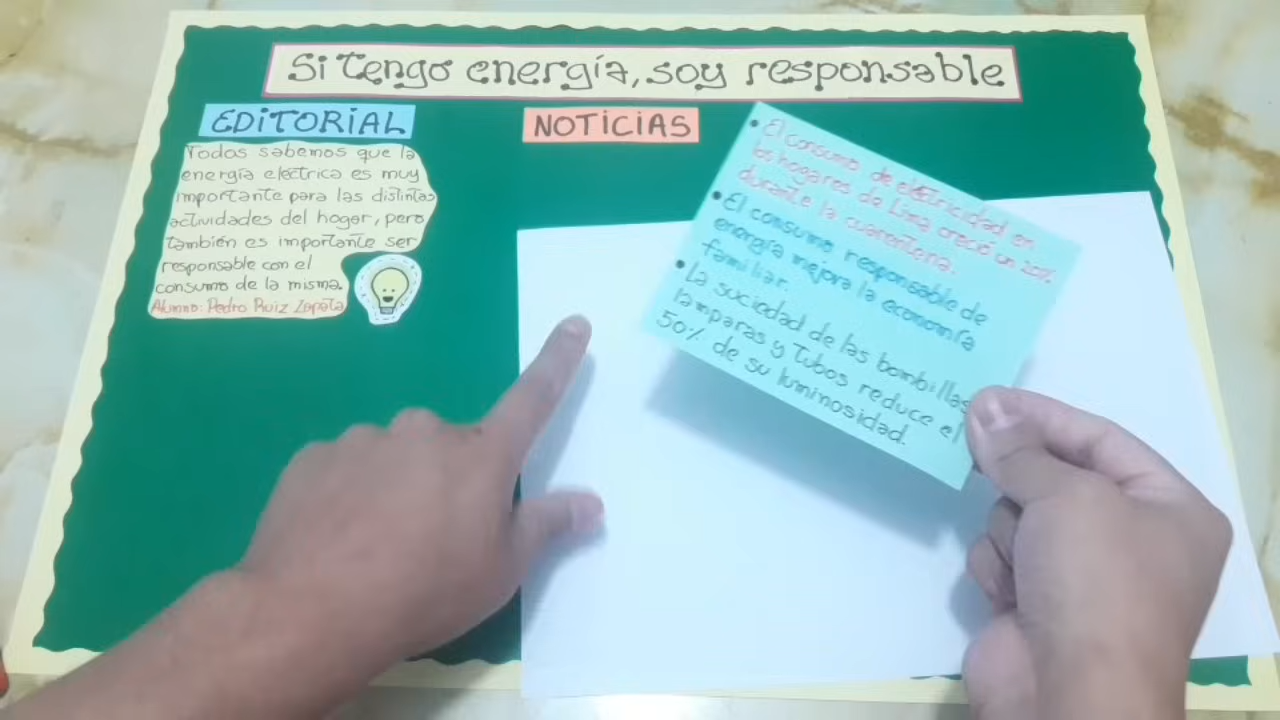 Si tengo energía, soy responsable
EDITORIAL
Todos sabemos que la
energía eléctrica es muy
importante para las distintas
actividades del hogar, pero
también es importante ser
responsable con el
consumo de la misma.
Alumno: Pedro Ruiz Zapata
NOTICIAS
• El consumo de electricidad en
los hogares de Lima creció un 20%
durante la cuarentena.
• El consumo responsable de
energía mejora la economía
familiar.
• La suciedad de las bombillas
lamparas y Tubos reduce el
50% de su luminosidad.